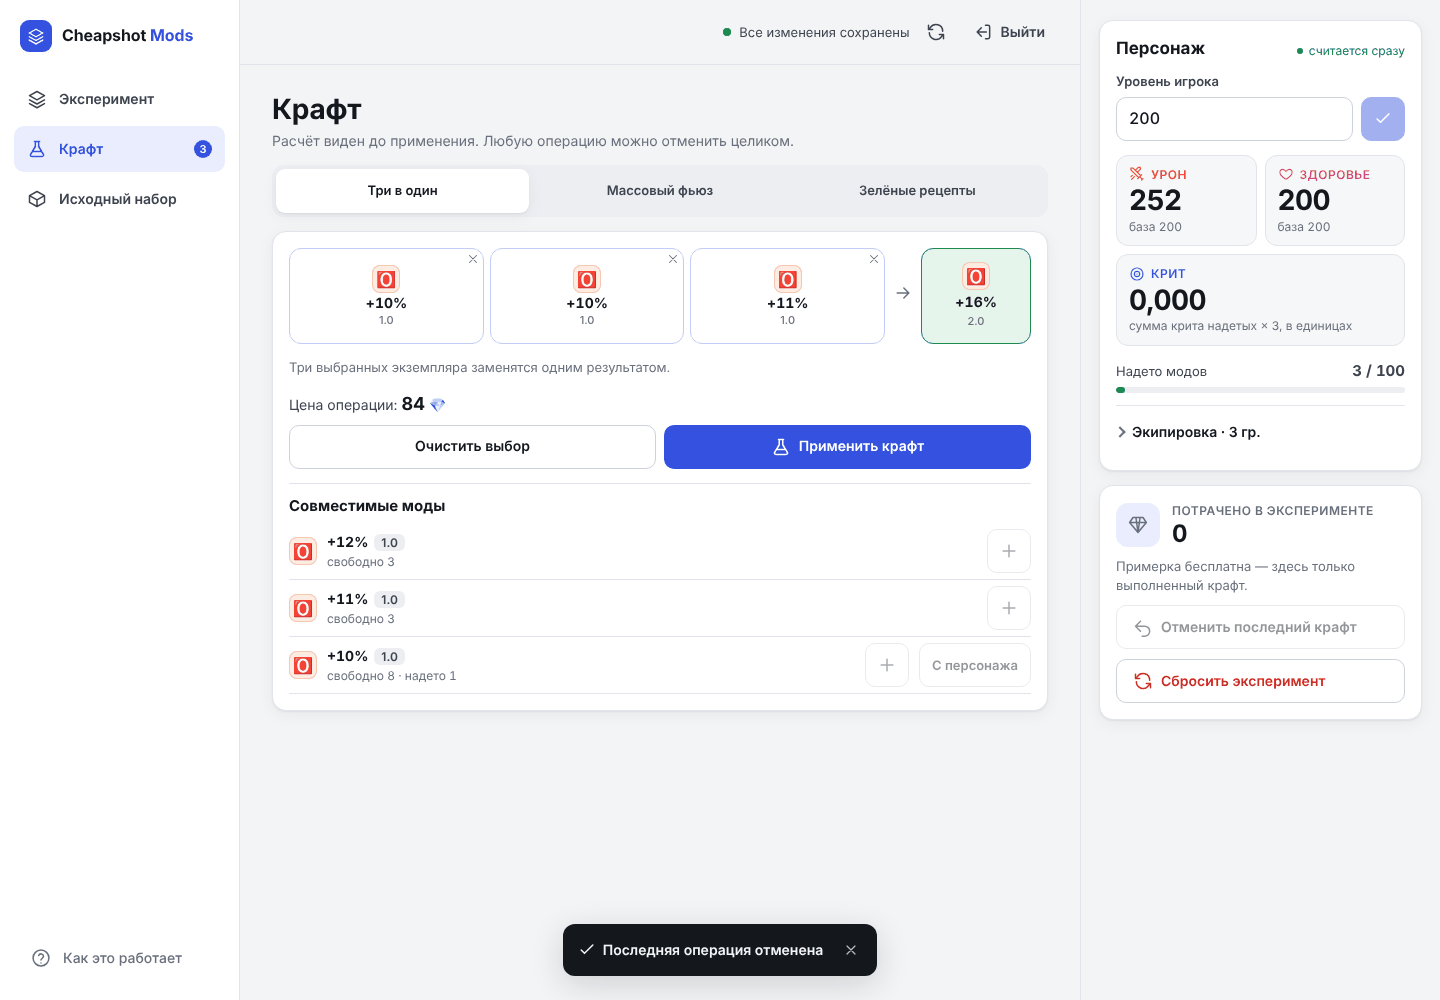 Cheapshot Mods
Эксперимент
Крафт
3
Исходный набор
Как это работает
Все изменения сохранены
Выйти
Крафт
Расчёт виден до применения. Любую операцию можно отменить целиком.
Три в один
Массовый фьюз
Зелёные рецепты
+10%
1.0
+10%
1.0
+11%
1.0
+16%
2.0
Три выбранных экземпляра заменятся одним результатом.
Цена операции: 84 💎
Очистить выбор
Применить крафт
Совместимые моды
+12% 1.0
свободно 3
+11% 1.0
свободно 3
+10% 1.0
свободно 8 · надето 1
С персонажа
Последняя операция отменена
Персонаж
считается сразу
Уровень игрока
200
УРОН
252
база 200
ЗДОРОВЬЕ
200
база 200
КРИТ
0,000
сумма крита надетых × 3, в единицах
Надето модов
3 / 100
Экипировка · 3 гр.
ПОТРАЧЕНО В ЭКСПЕРИМЕНТЕ
0
Примерка бесплатна — здесь только
выполненный крафт.
Отменить последний крафт
Сбросить эксперимент